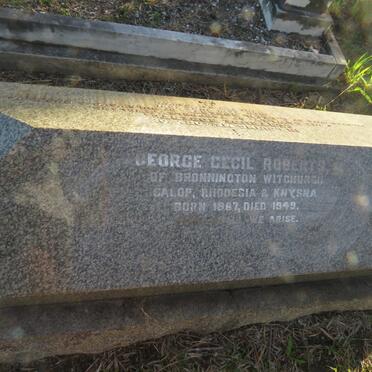 GEORGE CECIL ROBERTS
OF BRONNINGTON WITCHURCH
SALOP, RHODESIA & KNYSNA
BORN 1867, DIED 1949.
WE ARISE.